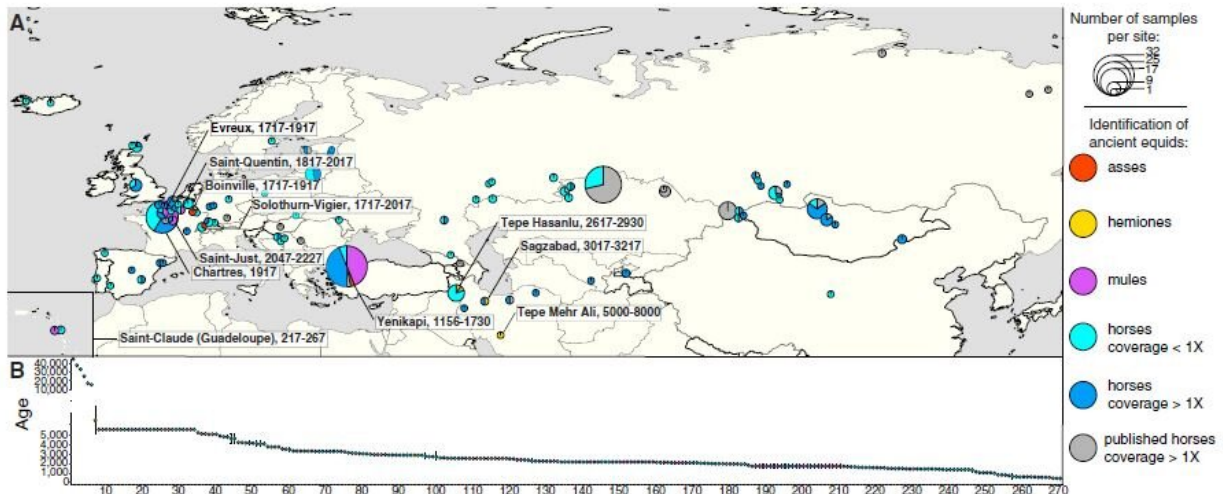 A
Number of samples
per site:
32
25
17
9
1
Evreux, 1717-1917
Saint-Quentin, 1817-2017
Boinville, 1717-1917
Solothurn-Vigier, 1717-2017
Tepe Hasanlu, 2617-2930
Sagzabad, 3017-3217
Saint-Just, 2047-2227
Chartres, 1917
Yenikapi, 1156-1730
Tepe Mehr Ali, 5000-8000
Saint-Claude (Guadeloupe), 217-267
Identification of
ancient equids:
asses
hemiones
mules
horses
coverage < 1X
horses
coverage > 1X
published horses
coverage > 1X
B
Age
40,000
30,000
20,000
10,000
5,000
4,000
3,000
2,000
1,000
0
10 20 30 40 50 60 70 80 90 100 110 120 130 140 150 160 170 180 190 200 210 220 230 240 250 260 270